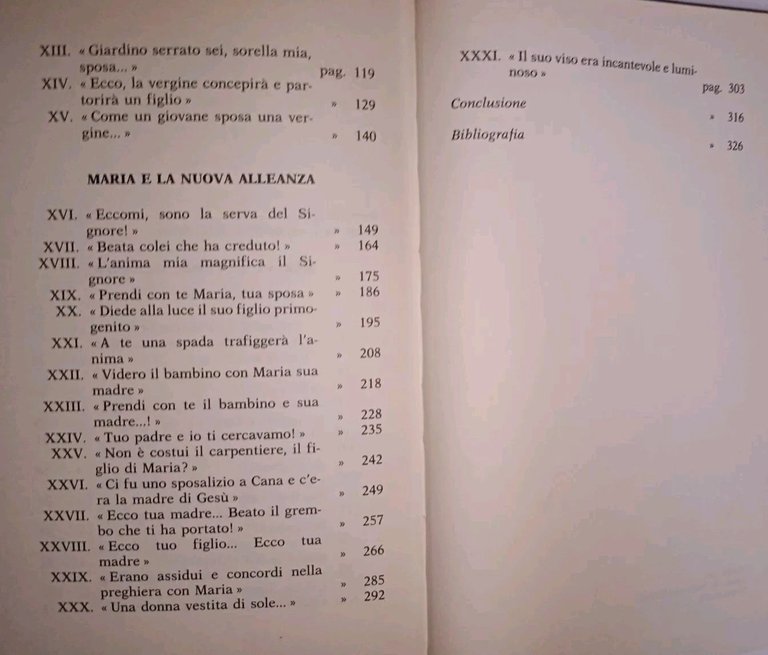 XIII. « Giardino serrato sei, sorella mia,
sposa... » pag. 119
XIV. « Ecco, la vergine concepirà e par-
torirà un figlio » » 129
XV. « Come un giovane sposa una ver-
gine... » » 140
MARIA E LA NUOVA ALLEANZA
XVI. « Eccomi, sono la serva del Si-
gnore! » » 149
XVII. « Beata colei che ha creduto! » » 164
XVIII. « L'anima mia magnifica il Si-
gnore » » 175
XIX. « Prendi con te Maria, tua sposa » » 186
XX. « Diede alla luce il suo figlio primo-
genito » » 195
XXI. « A te una spada trafiggerà l'a-
nima » » 208
XXII. « Videro il bambino con Maria sua
madre » » 218
XXIII. « Prendi con te il bambino e sua
madre...! » » 228
XXIV. « Tuo padre e io ti cercavamo! » » 235
XXV. « Non è costui il carpentiere, il fi-
glio di Maria? » » 242
XXVI. « Ci fu uno sposalizio a Cana e c'e-
ra la madre di Gesù » » 249
XXVII. « Ecco tua madre... Beato il grem-
bo che ti ha portato! » » 257
XXVIII. « Ecco tuo figlio... Ecco tua
madre » » 266
XXIX. « Erano assidui e concordi nella
preghiera con Maria » » 285
XXX. « Una donna vestita di sole... » » 292
XXXI. « Il suo viso era incantevole e lumi-
noso » pag. 303
Conclusione » 316
Bibliografia » 326